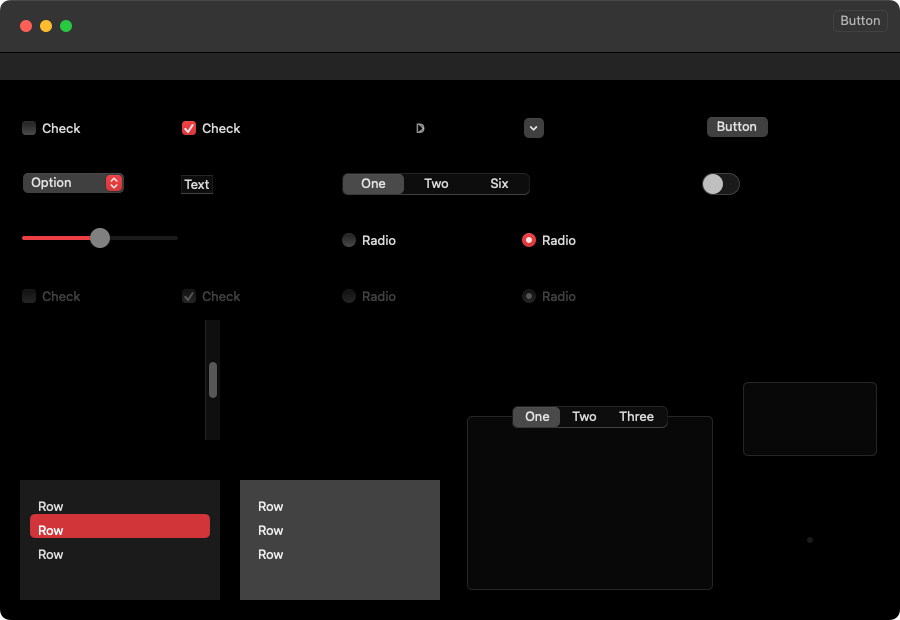 Button
Check
Check
D
Button
Option
Text
One
Two
Six
Radio
Radio
Check
Check
Radio
Radio
One
Two
Three
Row
Row
Row
Row
Row
Row